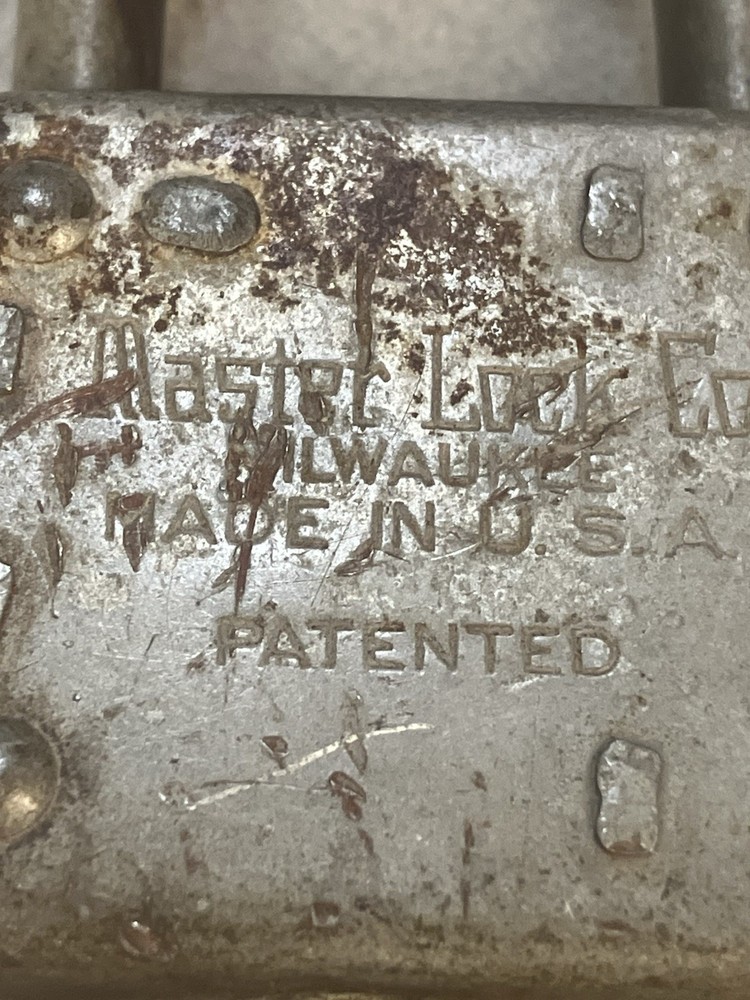 Master Lock Co
MILWAUKEE
MADE IN U.S.A.
PATENTED